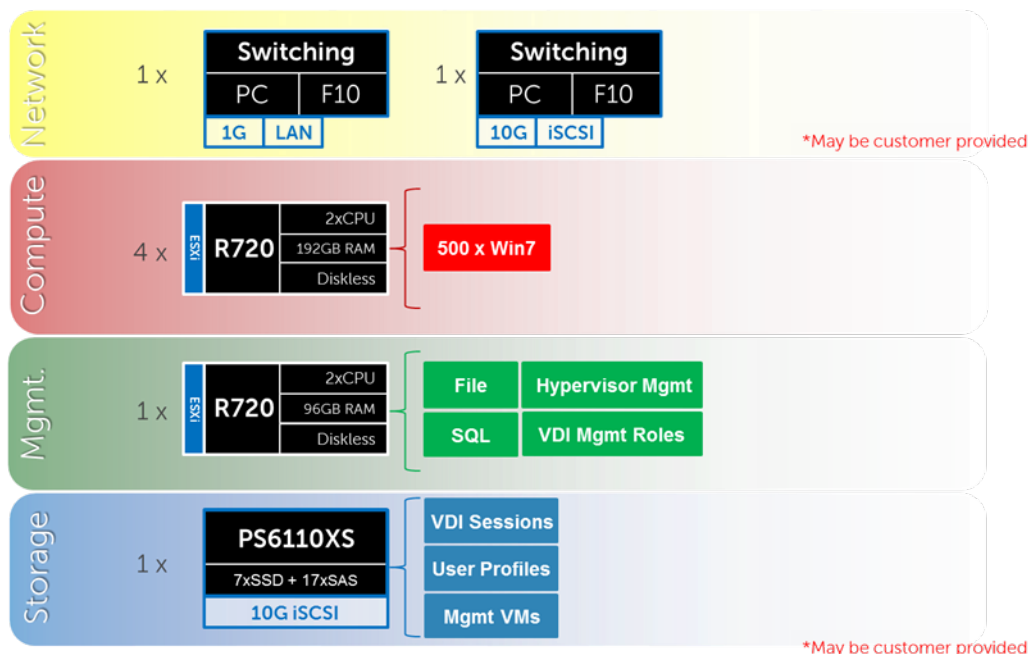 Network
1 x
Switching
PC F10
1G LAN
1 x
Switching
PC F10
10G iSCSI
*May be customer provided
Compute
4 x
ESXi
R720
2xCPU
192GB RAM
Diskless
500 x Win7
Mgmt.
1 x
ESXi
R720
2xCPU
96GB RAM
Diskless
File
Hypervisor Mgmt
SQL
VDI Mgmt Roles
Storage
1 x
PS6110XS
7xSSD + 17xSAS
10G iSCSI
VDI Sessions
User Profiles
Mgmt VMs
*May be customer provided